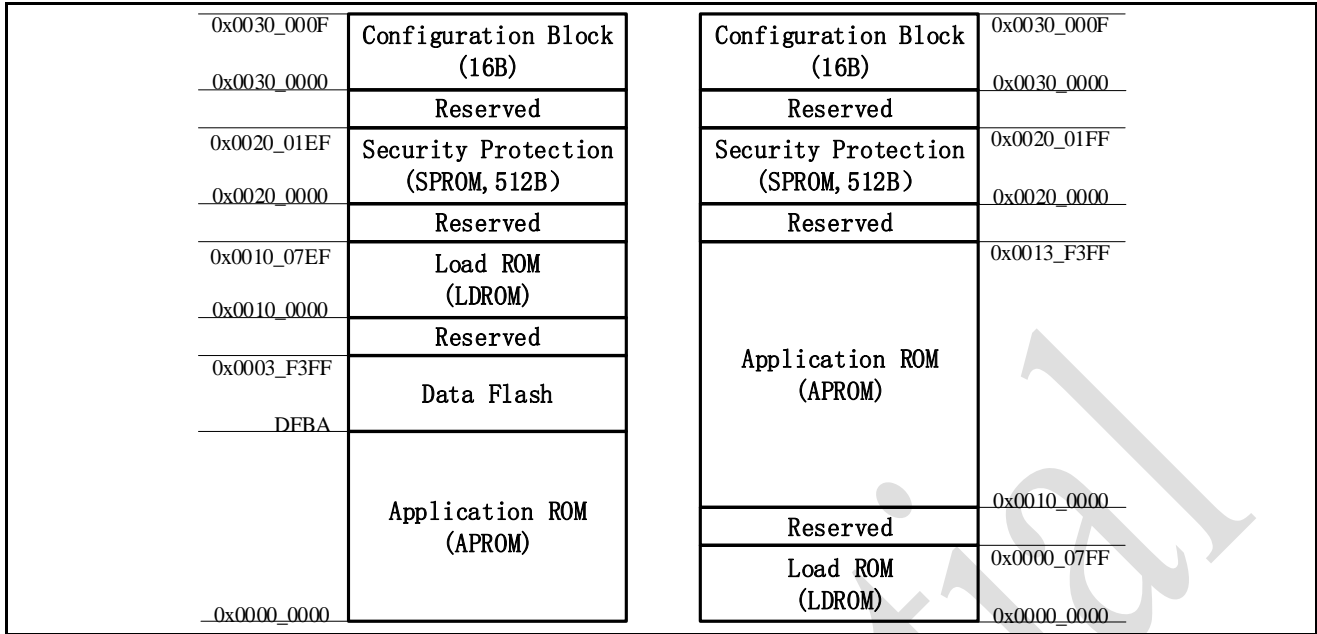 0x0030_000F
Configuration Block
(16B)
0x0030_0000
Reserved
0x0020_01EF
Security Protection
(SPROM, 512B)
0x0020_0000
Reserved
0x0010_07EF
Load ROM
(LDROM)
0x0010_0000
Reserved
0x0003_F3FF
Data Flash
DFBA
Application ROM
(APROM)
0x0000_0000
Configuration Block
(16B)
0x0030_000F
0x0030_0000
Reserved
Security Protection
(SPROM, 512B)
0x0020_01FF
0x0020_0000
Reserved
0x0013_F3FF
Application ROM
(APROM)
0x0010_0000
Reserved
0x0000_07FF
Load ROM
(LDROM)
0x0000_0000
tial